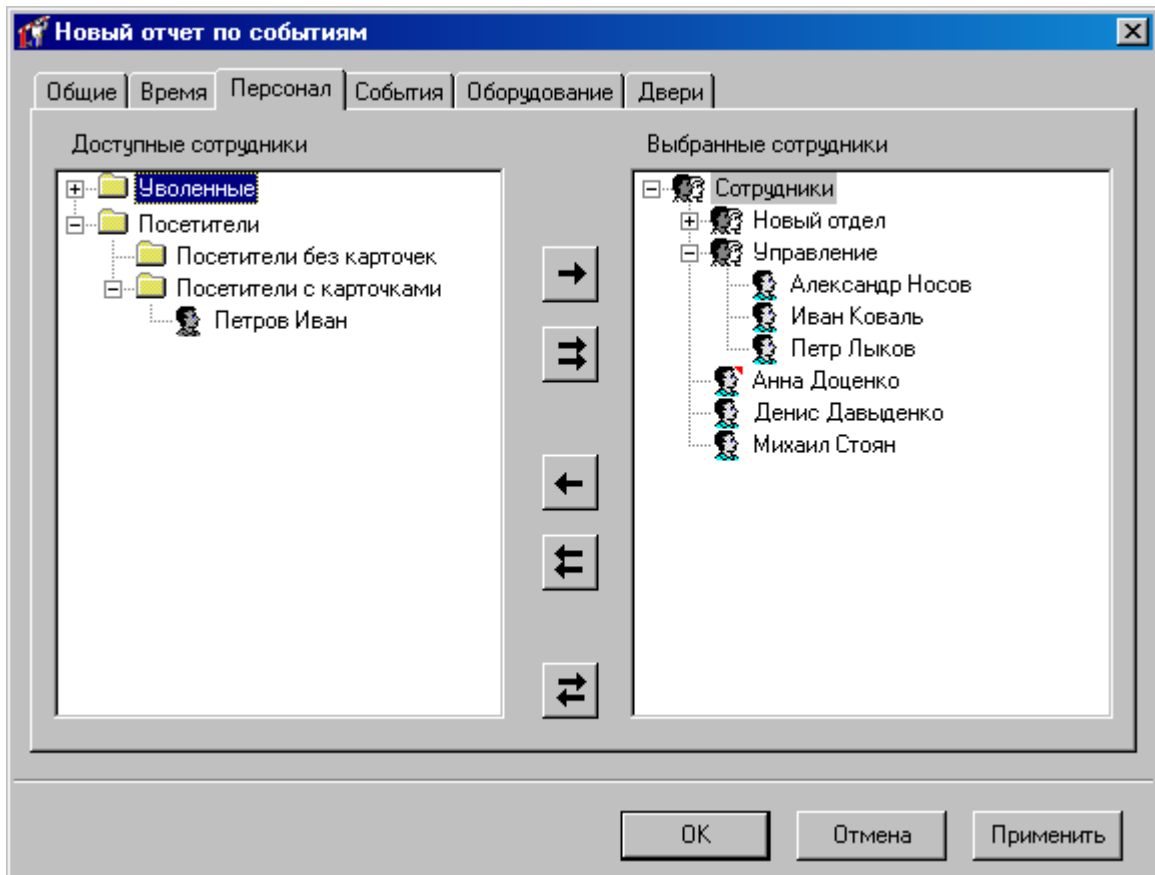 Новый отчет по событиям
Общие Время Персонал События Оборудование Двери
Доступные сотрудники
Уволенные
Посетители
Посетители без карточек
Посетители с карточками
Петров Иван
Выбранные сотрудники
Сотрудники
Новый отдел
Управление
Александр Носов
Иван Коваль
Петр Лыков
Анна Доценко
Денис Давыденко
Михаил Стоян
OK Отмена Применить